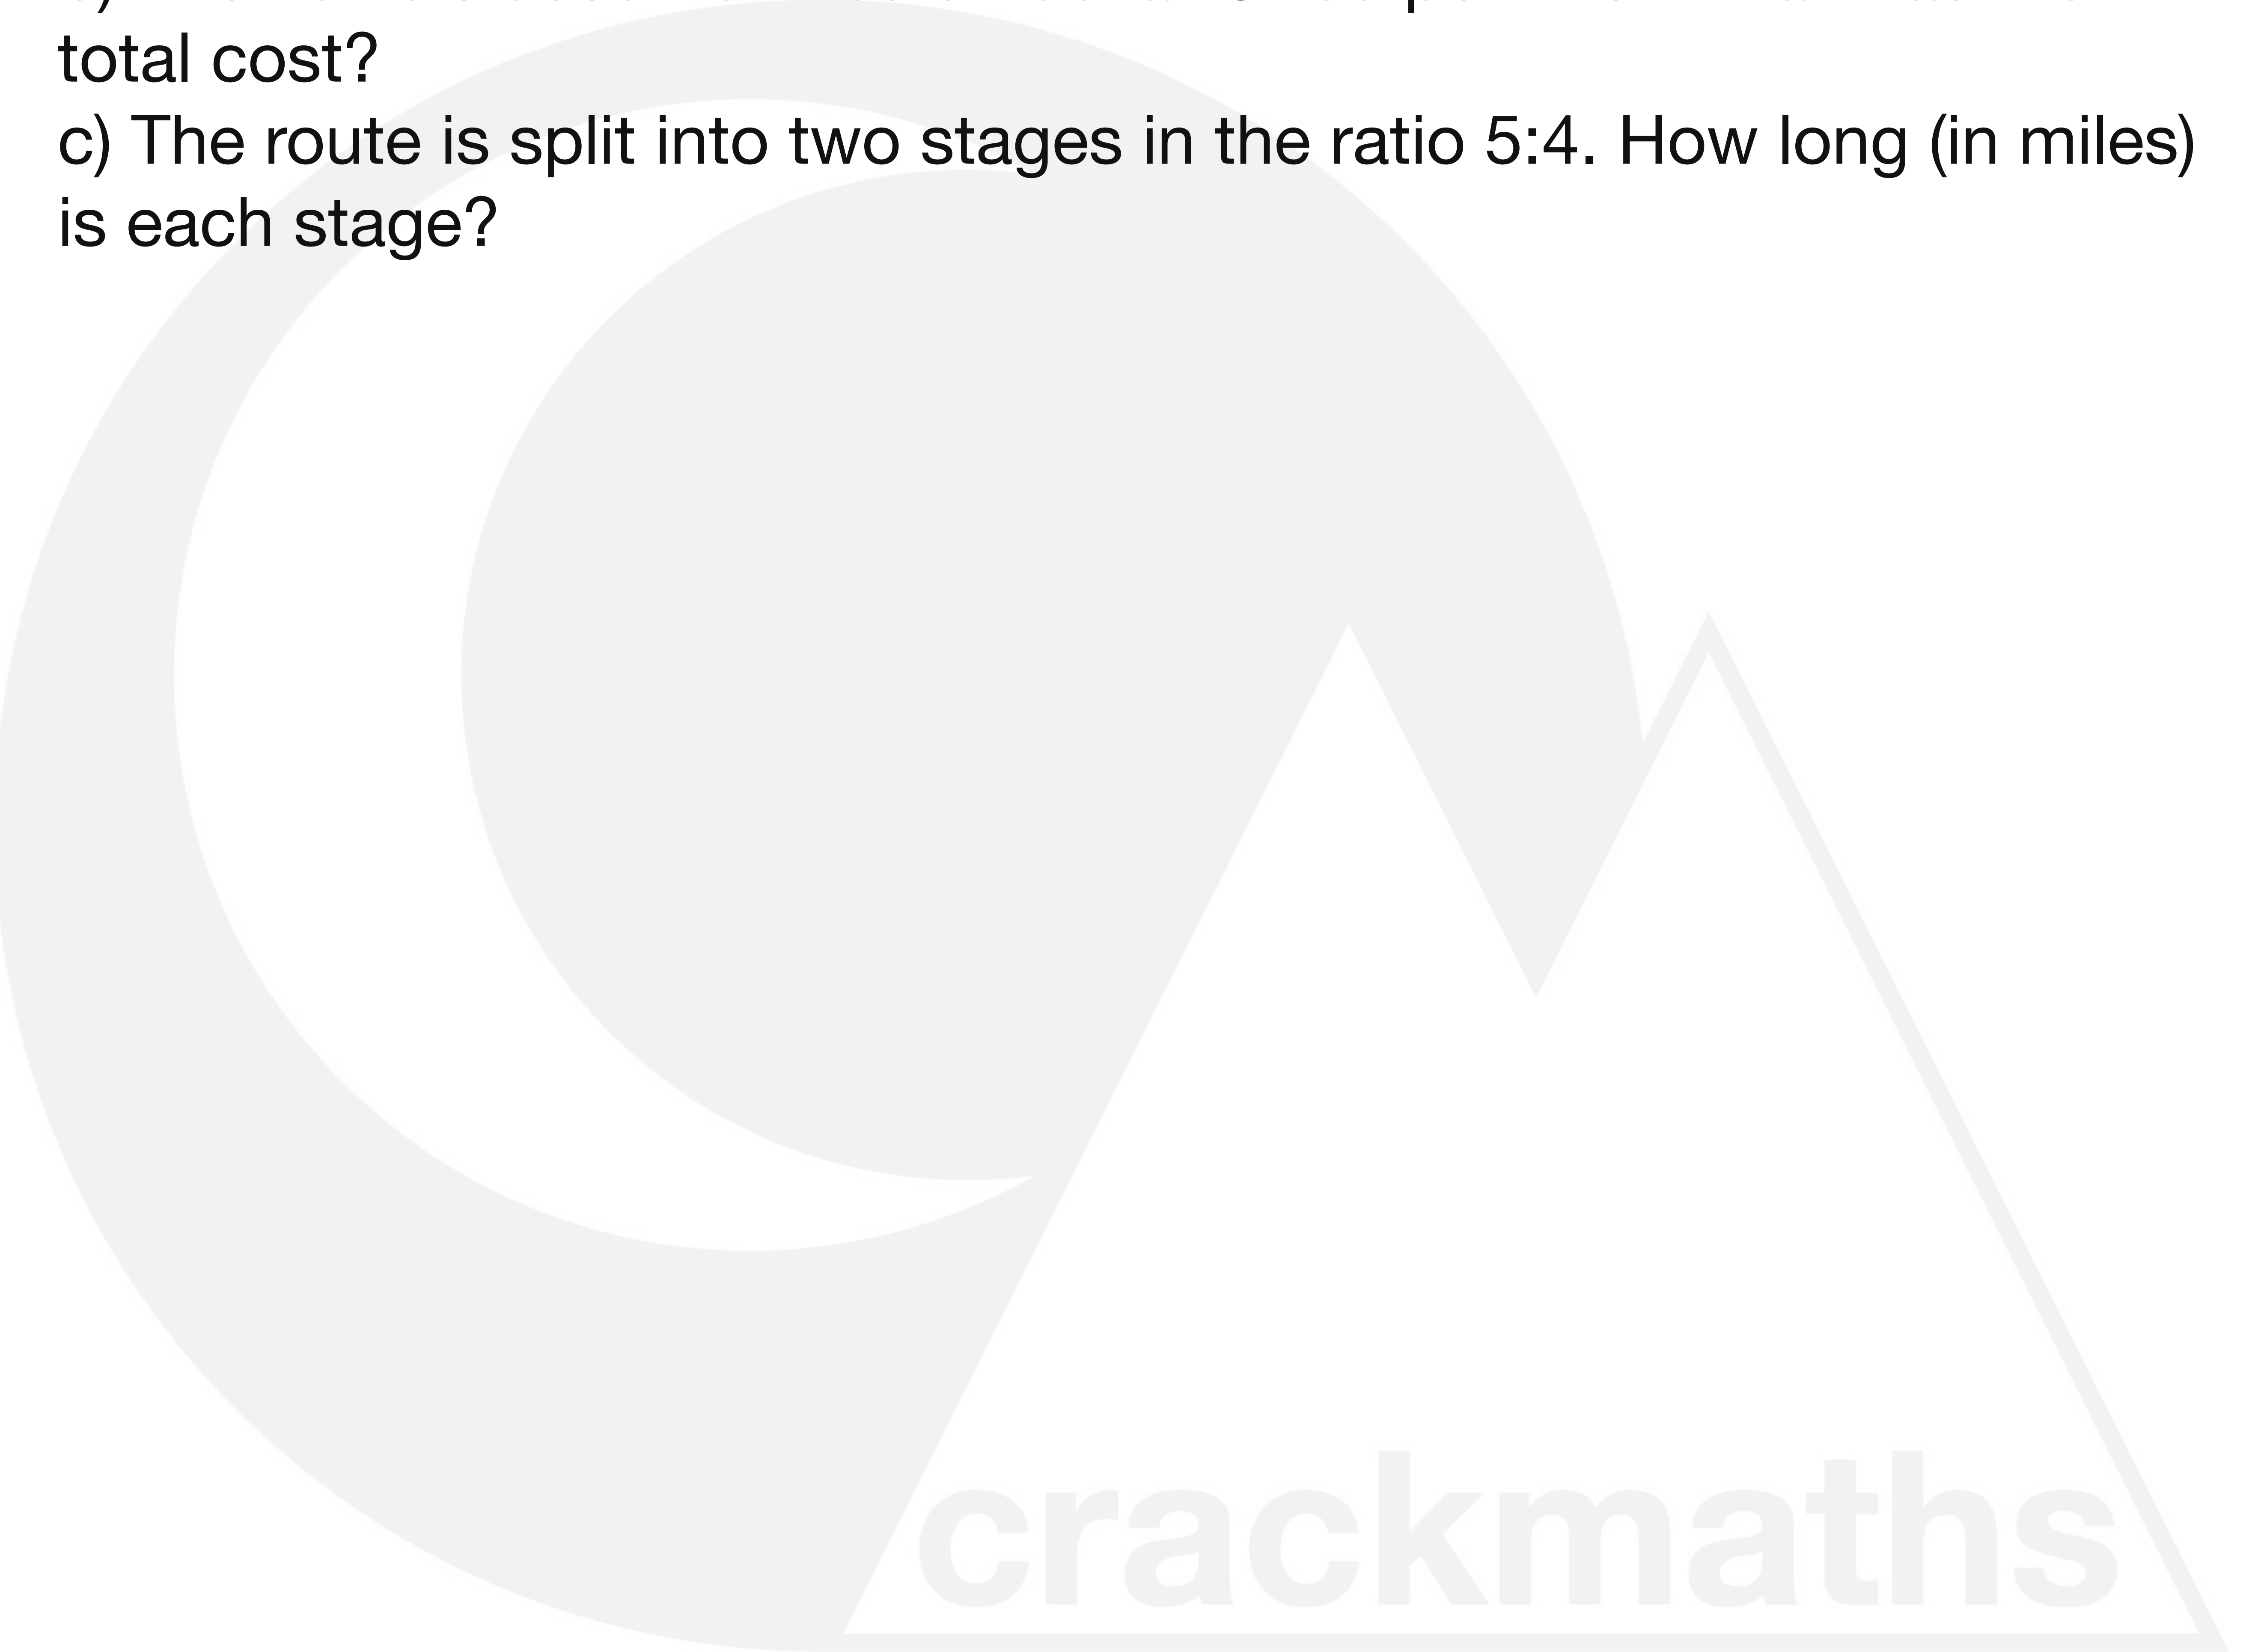 total cost?
c) The route is split into two stages in the ratio 5:4. How long (in miles)
is each stage?
crackmaths